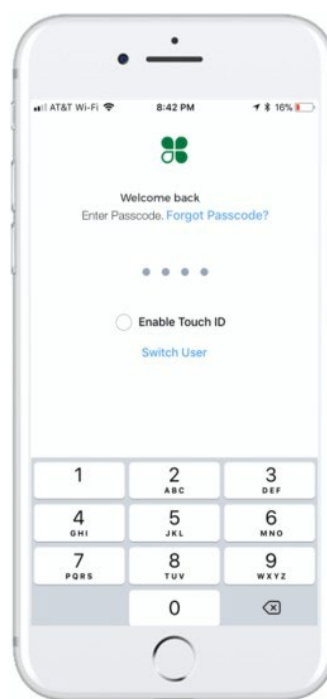 AT&T Wi-Fi 8:42 PM 16%
Welcome back
Enter Passcode. Forgot Passcode?
Enable Touch ID
Switch User
1 2 3
ABC DEF
4 5 6
GHI JKL MNO
7 8 9
PQRS TUV WXYZ
0